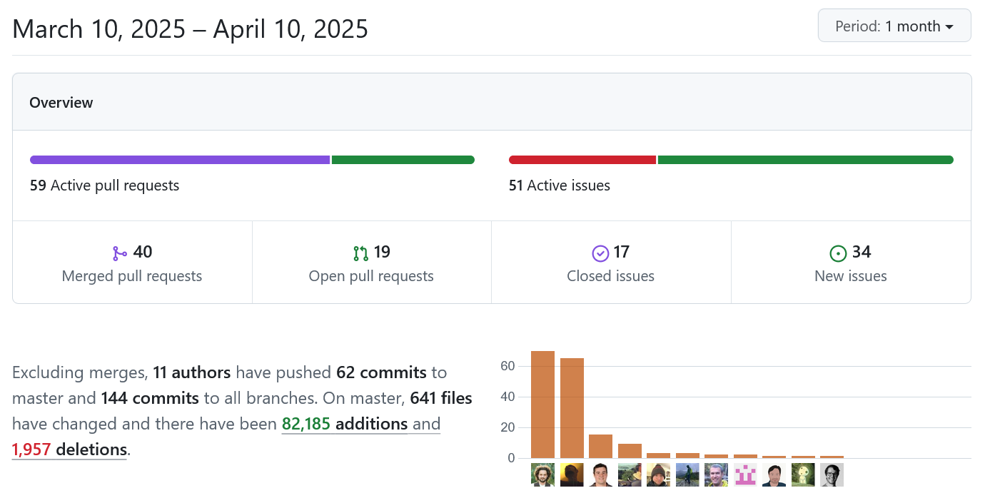 March 10, 2025 – April 10, 2025
Period: 1 month
Overview
59 Active pull requests
51 Active issues
40
Merged pull requests
19
Open pull requests
17
Closed issues
34
New issues
Excluding merges, 11 authors have pushed 62 commits to
master and 144 commits to all branches. On master, 641 files
have changed and there have been 82,185 additions and
1,957 deletions.
60
40
20
0